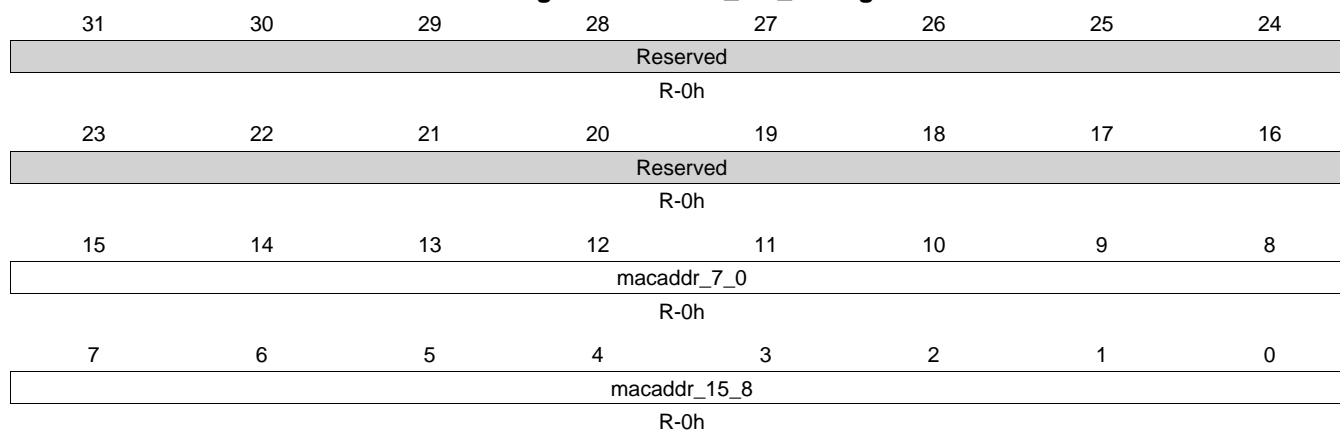 31 30 29 28 27 26 25 24
Reserved
R-0h
23 22 21 20 19 18 17 16
Reserved
R-0h
15 14 13 12 11 10 9 8
macaddr_7_0
R-0h
7 6 5 4 3 2 1 0
macaddr_15_8
R-0h